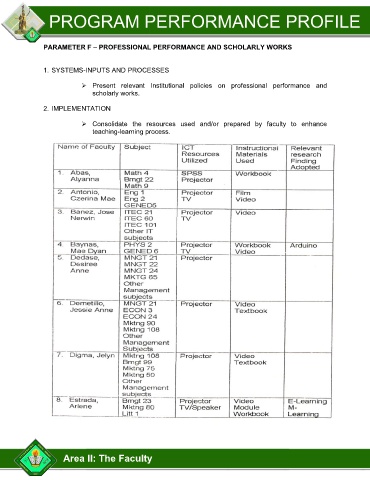 PROGRAM PERFORMANCE PROFILE
PARAMETER F – PROFESSIONAL PERFORMANCE AND SCHOLARLY WORKS
1. SYSTEMS-INPUTS AND PROCESSES
➢ Present relevant Institutional policies on professional performance and
scholarly works.
2. IMPLEMENTATION
➢ Consolidate the resources used and/or prepared by faculty to enhance
teaching-learning process.
Name of Faculty Subject ICT Instructional Relevant
Resources Materials research
Utilized Used Finding
Adopted
1. Abas, Math 4 SPSS Workbook
Alyanna Bmgt 22 Projector
Math 9
2. Antonio, Eng 1 Projector Film
Czerina Mae Eng 2 TV Video
GENED5
3. Banez, Jose ITEC 21 Projector Video
Nerwin ITEC 60 TV
ITEC 101
Other IT
subjects
4. Baynas, PHYS 2 Projector Workbook Arduino
Mae Dyan GENED 6 TV Video
5. Dedase, MNGT 21 Projector
Desiree MNGT 22
Anne MNGT 24
MKTG 65
Other
Management
subjects
6. Demetillo, MNGT 21 Projector Video
Jessie Anne ECON 3 Textbook
ECON 24
Mktng 90
Mktng 108
Other
Management
Subjects
7. Digma, Jelyn Mktng 108 Projector Video
Bmgt 99 Textbook
Mktng 75
Mktng 50
Other
Management
subjects
8. Estrada, Bmgt 23 Projector Video E-Learning
Arlene Mktng 80 TV/Speaker Module M-
Litt 1 Workbook Learning
Area II: The Faculty